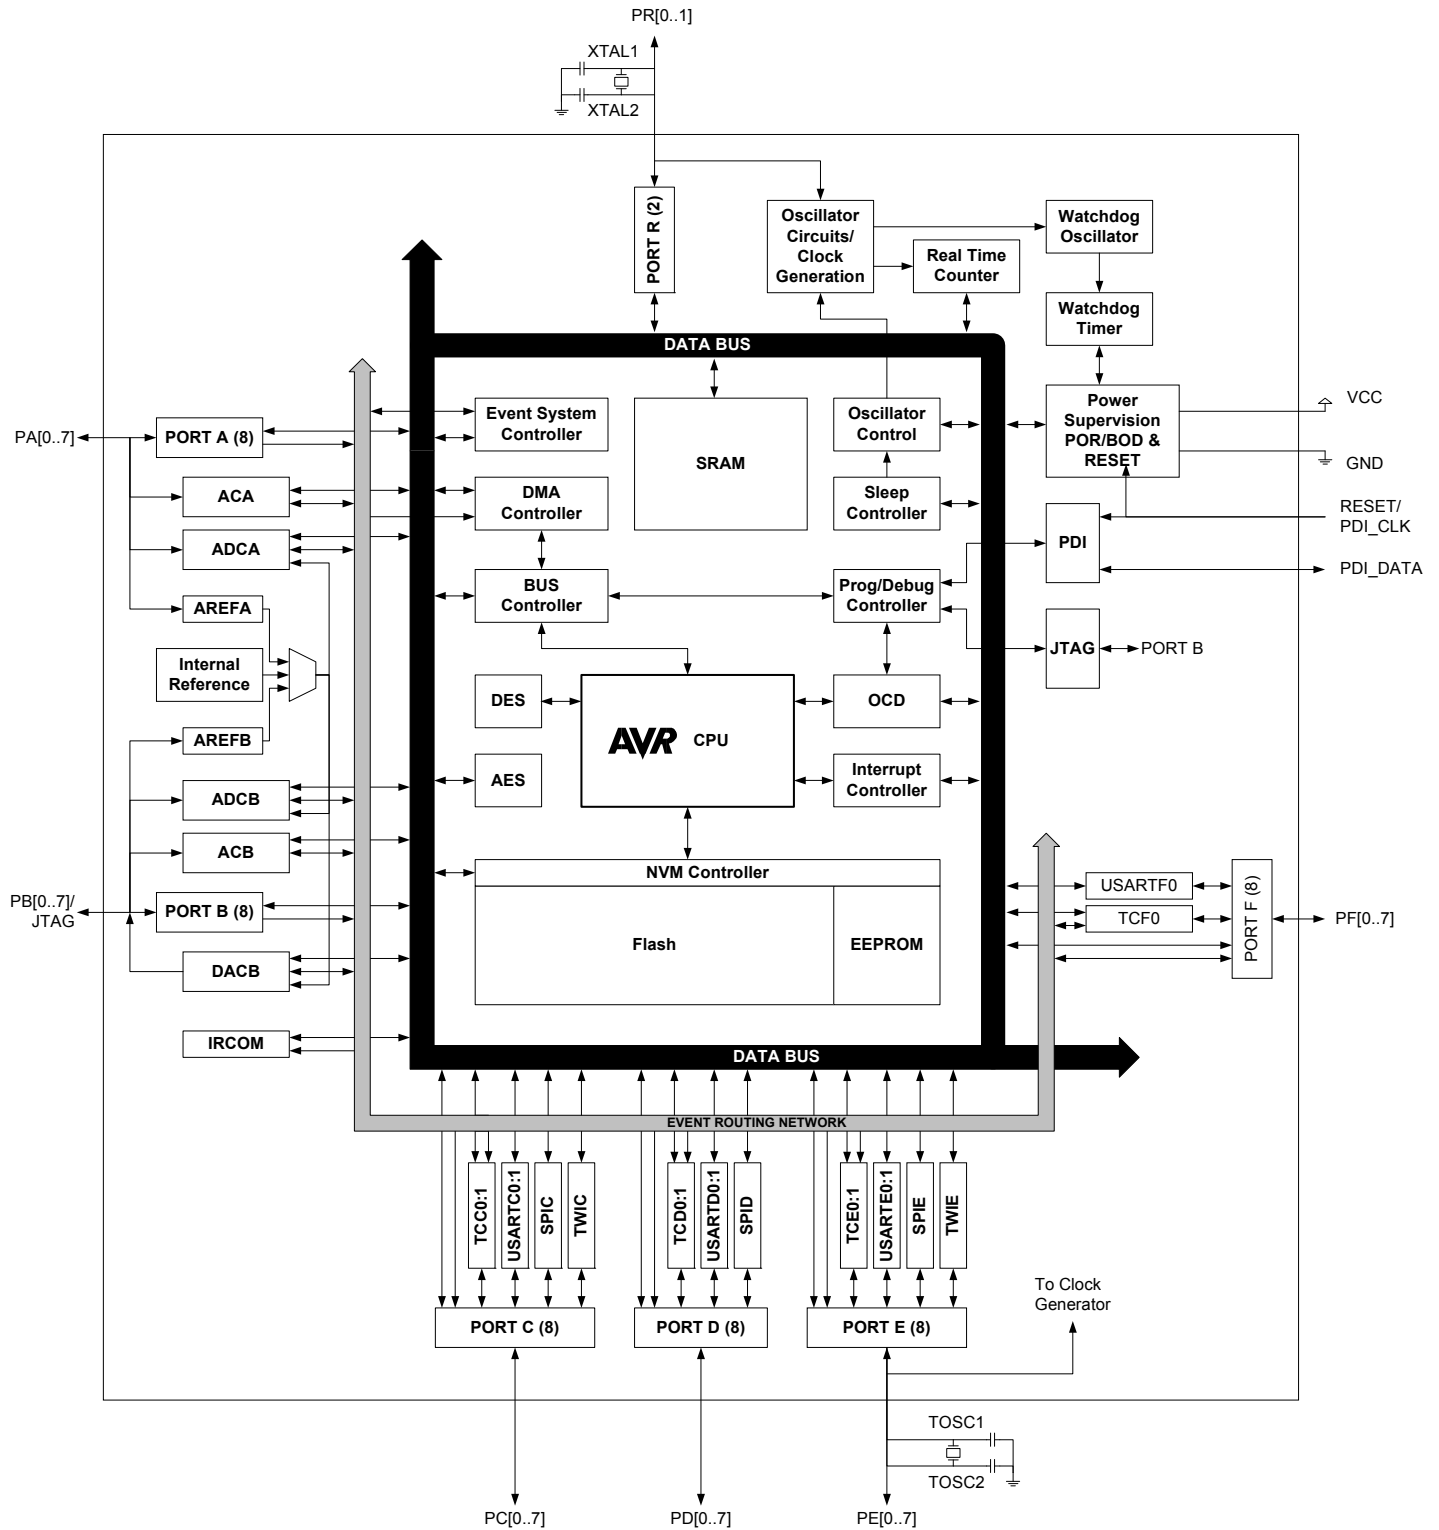 PR[0..1]
XTAL1
XTAL2
PORT R (2)
Oscillator
Circuits/
Clock
Generation
Watchdog
Oscillator
Real Time
Counter
Watchdog
Timer
DATA BUS
Power
Supervision
POR/BOD &
RESET
VCC
GND
RESET/
PDI_CLK
PDI_DATA
PA[0..7]
PORT A (8)
Event System
Controller
SRAM
Oscillator
Control
ACA
DMA
Controller
Sleep
Controller
ADCA
PDI
BUS
Controller
Prog/Debug
Controller
AREFA
Internal
Reference
JTAG
PORT B
DES
AVR
CPU
OCD
AREFB
AES
Interrupt
Controller
ADCB
ACB
NVM Controller
Flash
EEPROM
PB[0..7]/
JTAG
PORT B (8)
DACB
IRCOM
USARTF0
TCF0
PORT F (8)
PF[0..7]
DATA BUS
EVENT ROUTING NETWORK
TCC0:1
USARTC0:1
SPIC
TWIC
TCD0:1
USARTD0:1
SPID
TCE0:1
USARTE0:1
SPIE
TWIE
PORT C (8)
PORT D (8)
PORT E (8)
To Clock
Generator
TOSC1
TOSC2
PC[0..7]
PD[0..7]
PE[0..7]